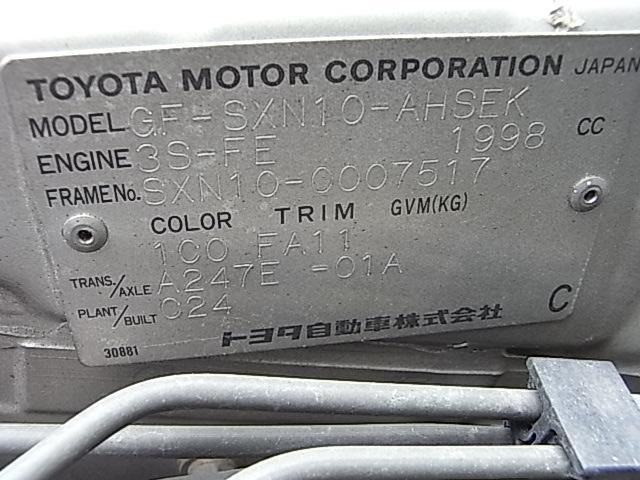 TOYOTA MOTOR CORPORATION JAPAN
MODEL GF-SXN10-AHSEK
ENGINE 3S-FE 1998 CC
FRAME No. SXN10-0007517
COLOR TRIM GVM(KG)
1C0 FA11
TRANS./AXLE A247E -01A
PLANT/BUILT C24
C
トヨタ自動車株式会社
30881